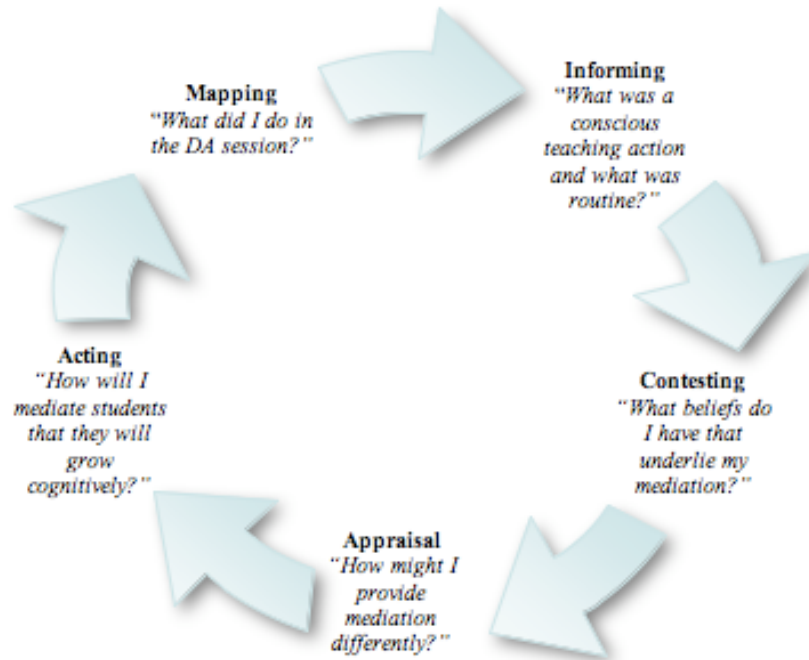 Mapping
“What did I do in
the DA session?”
Informing
“What was a
conscious
teaching action
and what was
routine?”
Contesting
“What beliefs do
I have that
underlie my
mediation?”
Appraisal
“How might I
provide
mediation
differently?”
Acting
“How will I
mediate students
that they will
grow
cognitively?”